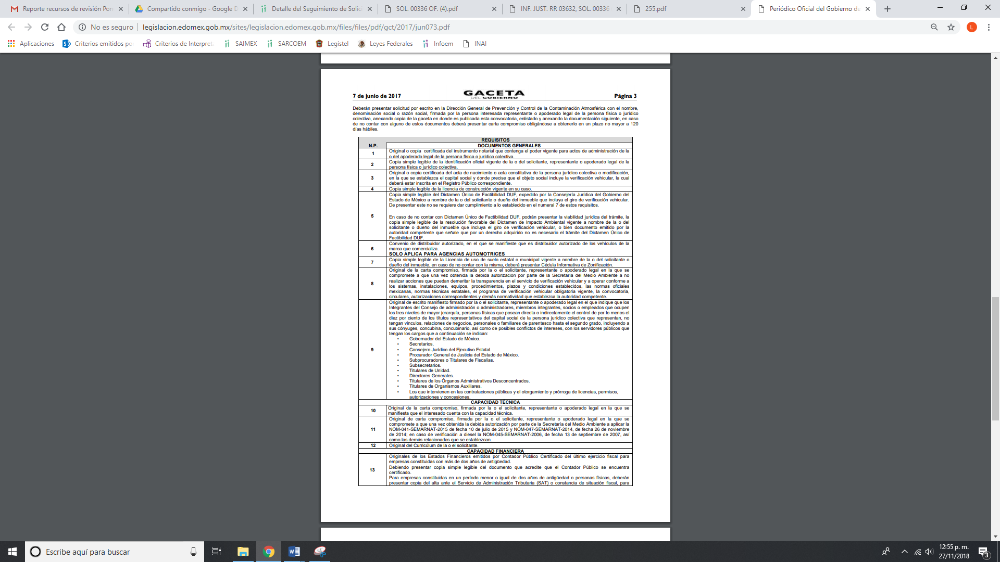 Reporte recursos de revisión Pon
Compartido conmigo - Google D
Detalle del Seguimiento de Solic
SOL. 00336 OF. (4).pdf
INF. JUST. RR 03632, SOL. 00336
255.pdf
Periódico Oficial del Gobierno de
No es seguro
legislacion.edomex.gob.mx/sites/legislacion.edomex.gob.mx/files/files/pdf/gct/2017/jun073.pdf
L
Aplicaciones
Criterios emitidos po
Criterios de Interpret
SAIMEX
SARCOEM
Legistel
Leyes Federales
Infoem
INAI
7 de junio de 2017
GACETA
DEL GOBIERNO
Página 3
Deberán presentar solicitud por escrito en la Dirección General de Prevención y Control de la Contaminación Atmosférica con el nombre,
denominación social o razón social, firmada por la persona interesada representante o apoderado legal de la persona física o jurídico
colectiva, anexando copia de la gaceta en donde es publicada esta convocatoria, enlistado y anexando la documentación siguiente, en caso
de no contar con alguno de estos documentos deberá presentar carta compromiso obligándose a obtenerlo en un plazo no mayor a 120
días hábiles.
REQUISITOS
N.P.
DOCUMENTOS GENERALES
1
Original o copia certificada del instrumento notarial que contenga el poder vigente para actos de administración de la
o del apoderado legal de la persona física o jurídico colectiva.
2
Copia simple legible de la identificación oficial vigente de la o del solicitante, representante o apoderado legal de la
persona física o jurídico colectiva.
3
Original o copia certificada del acta de nacimiento o acta constitutiva de la persona jurídico colectiva o modificación,
en la que se establezca el capital social y donde precise que el objeto social incluye la verificación vehicular, la cual
deberá estar inscrita en el Registro Público correspondiente.
4
Copia simple legible de la licencia de construcción vigente en su caso.
5
Copia simple legible del Dictamen Único de Factibilidad DUF, expedido por la Consejería Jurídica del Gobierno del
Estado de México a nombre de la o del solicitante o dueño del inmueble que incluya el giro de verificación vehicular.
De presentar este no se requiere dar cumplimiento a lo establecido en el numeral 7 de estos requisitos.
En caso de no contar con Dictamen Único de Factibilidad DUF, podrán presentar la viabilidad jurídica del trámite, la
copia simple legible de la resolución favorable del Dictamen de Impacto Ambiental vigente a nombre de la o del
solicitante o dueño del inmueble que incluya el giro de verificación vehicular, o bien documento emitido por la
autoridad competente que señale que por un derecho adquirido no es necesario el trámite del Dictamen Único de
Factibilidad DUF.
6
Convenio de distribuidor autorizado, en el que se manifieste que es distribuidor autorizado de los vehículos de la
marca que comercializa.
SOLO APLICA PARA AGENCIAS AUTOMOTRICES
7
Copia simple legible de la Licencia de uso de suelo estatal o municipal vigente a nombre de la o del solicitante o
dueño del inmueble, en caso de no contar con la misma, deberá presentar Cédula Informativa de Zonificación.
8
Original de la carta compromiso, firmada por la o el solicitante, representante o apoderado legal en la que se
compromete a que una vez obtenida la debida autorización por parte de la Secretaría del Medio Ambiente a no
realizar acciones que puedan demeritar la transparencia en el servicio de verificación vehicular y a operar conforme a
los sistemas, instalaciones, equipos, procedimientos, plazos y condiciones establecidos, las normas oficiales
mexicanas, normas técnicas estatales, el programa de verificación vehicular obligatoria vigente, la convocatoria,
circulares, autorizaciones correspondientes y demás normatividad que establezca la autoridad competente.
9
Original de escrito manifiesto firmado por la o el solicitante, representante o apoderado legal en el que indique que los
Integrantes del Consejo de administración o administradores, miembros integrantes, socios o empleados que ocupen
los tres niveles de mayor jerarquía, personas físicas que posean directa o indirectamente el control de por lo menos el
diez por ciento de los títulos representativos del capital social de la persona jurídico colectiva que representan, no
tengan vínculos, relaciones de negocios, personales o familiares de parentesco hasta el segundo grado, incluyendo a
sus cónyuges, concubina, concubinario, así como de posibles conflictos de intereses, con los servidores públicos que
tengan los cargos que a continuación se indican:
• Gobernador del Estado de México.
• Secretarios.
• Consejero Jurídico del Ejecutivo Estatal.
• Procurador General de Justicia del Estado de México.
• Subprocuradores o Titulares de Fiscalías.
• Subsecretarios.
• Titulares de Unidad.
• Directores Generales.
• Titulares de los Órganos Administrativos Desconcentrados.
• Titulares de Organismos Auxiliares.
• Los que intervienen en las contrataciones públicas y el otorgamiento y prórroga de licencias, permisos,
autorizaciones y concesiones.
CAPACIDAD TÉCNICA
10
Original de la carta compromiso, firmada por la o el solicitante, representante o apoderado legal en la que se
manifiesta que el interesado cuenta con la capacidad técnica.
11
Original de carta compromiso, firmada por la o el solicitante, representante o apoderado legal en la que se
compromete a que una vez obtenida la debida autorización por parte de la Secretaría del Medio Ambiente a aplicar la
NOM-041-SEMARNAT-2015 de fecha 10 de julio de 2015 y NOM-047-SEMARNAT-2014, de fecha 26 de noviembre
de 2014; en caso de verificación a diesel la NOM-045-SEMARNAT-2006, de fecha 13 de septiembre de 2007, así
como las demás relacionadas que se establezcan.
12
Original del Currículum de la o el solicitante.
CAPACIDAD FINANCIERA
13
Originales de los Estados Financieros emitidos por Contador Público Certificado del último ejercicio fiscal para
empresas constituidas con más de dos años de antigüedad.
Debiendo presentar copia simple legible del documento que acredite que el Contador Público se encuentra
certificado.
Para empresas constituidas en un período menor o igual de dos años de antigüedad o personas físicas, deberán
presentar copia del alta ante el Servicio de Administración Tributaria (SAT) o constancia de situación fiscal, para
Escribe aquí para buscar
12:55 p. m.
27/11/2018
3